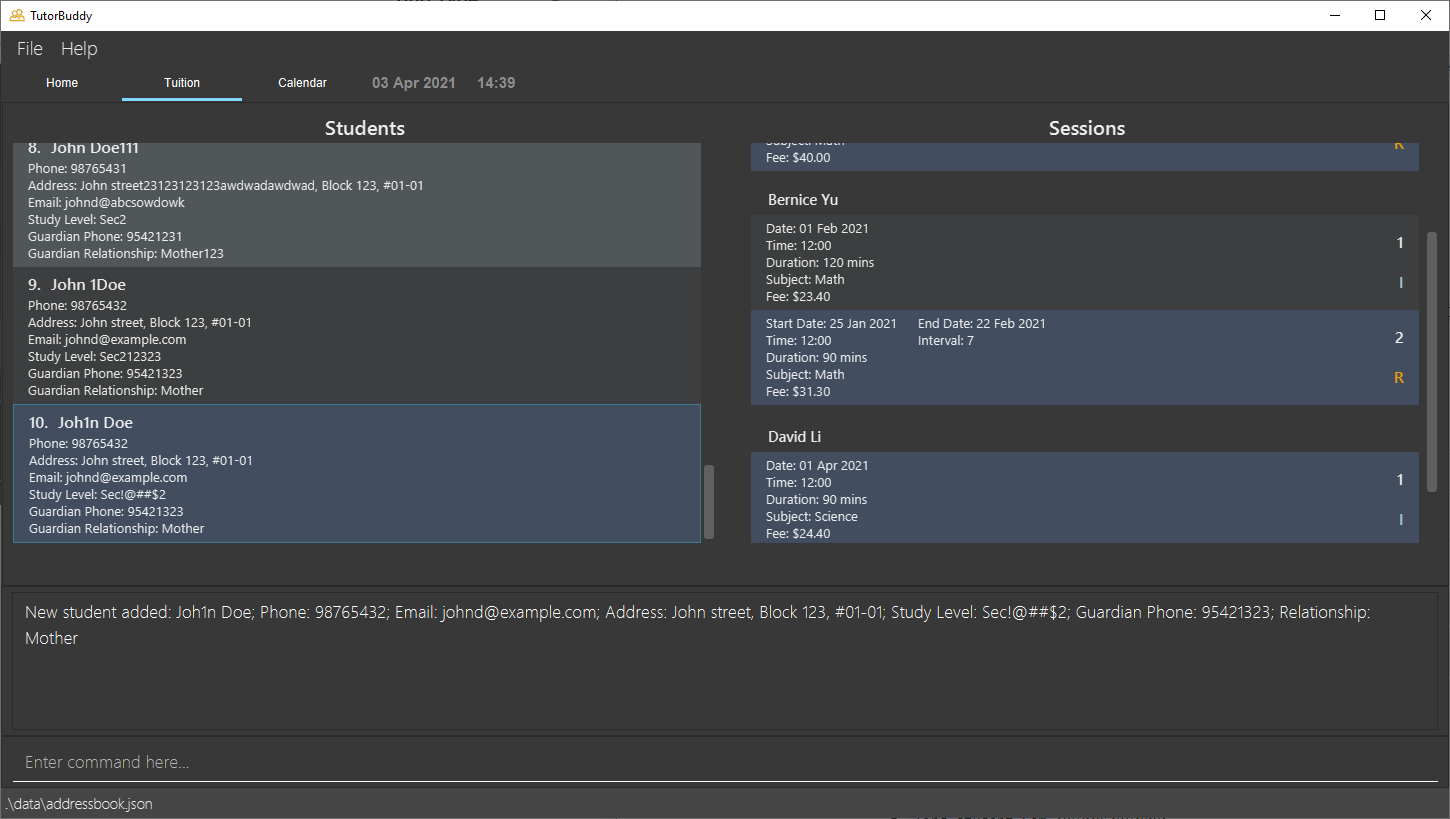 TutorBuddy
File Help
Home Tuition Calendar 03 Apr 2021 14:39
Students
8. John Doe111
Phone: 98765431
Address: John street23123123123awdwadawdwad, Block 123, #01-01
Email: johnd@abcsowdowk
Study Level: Sec2
Guardian Phone: 95421231
Guardian Relationship: Mother123
9. John 1Doe
Phone: 98765432
Address: John street, Block 123, #01-01
Email: johnd@example.com
Study Level: Sec212323
Guardian Phone: 95421323
Guardian Relationship: Mother
10. Joh1n Doe
Phone: 98765432
Address: John street, Block 123, #01-01
Email: johnd@example.com
Study Level: Sec!@##$2
Guardian Phone: 95421323
Guardian Relationship: Mother
Sessions
Subject: Math R
Fee: $40.00
Bernice Yu
Date: 01 Feb 2021
Time: 12:00 1
Duration: 120 mins
Subject: Math I
Fee: $23.40
Start Date: 25 Jan 2021 End Date: 22 Feb 2021
Time: 12:00 Interval: 7 2
Duration: 90 mins
Subject: Math R
Fee: $31.30
David Li
Date: 01 Apr 2021
Time: 12:00 1
Duration: 90 mins
Subject: Science I
Fee: $24.40
New student added: Joh1n Doe; Phone: 98765432; Email: johnd@example.com; Address: John street, Block 123, #01-01; Study Level: Sec!@##$2; Guardian Phone: 95421323; Relationship:
Mother
Enter command here...
.\data\addressbook.json